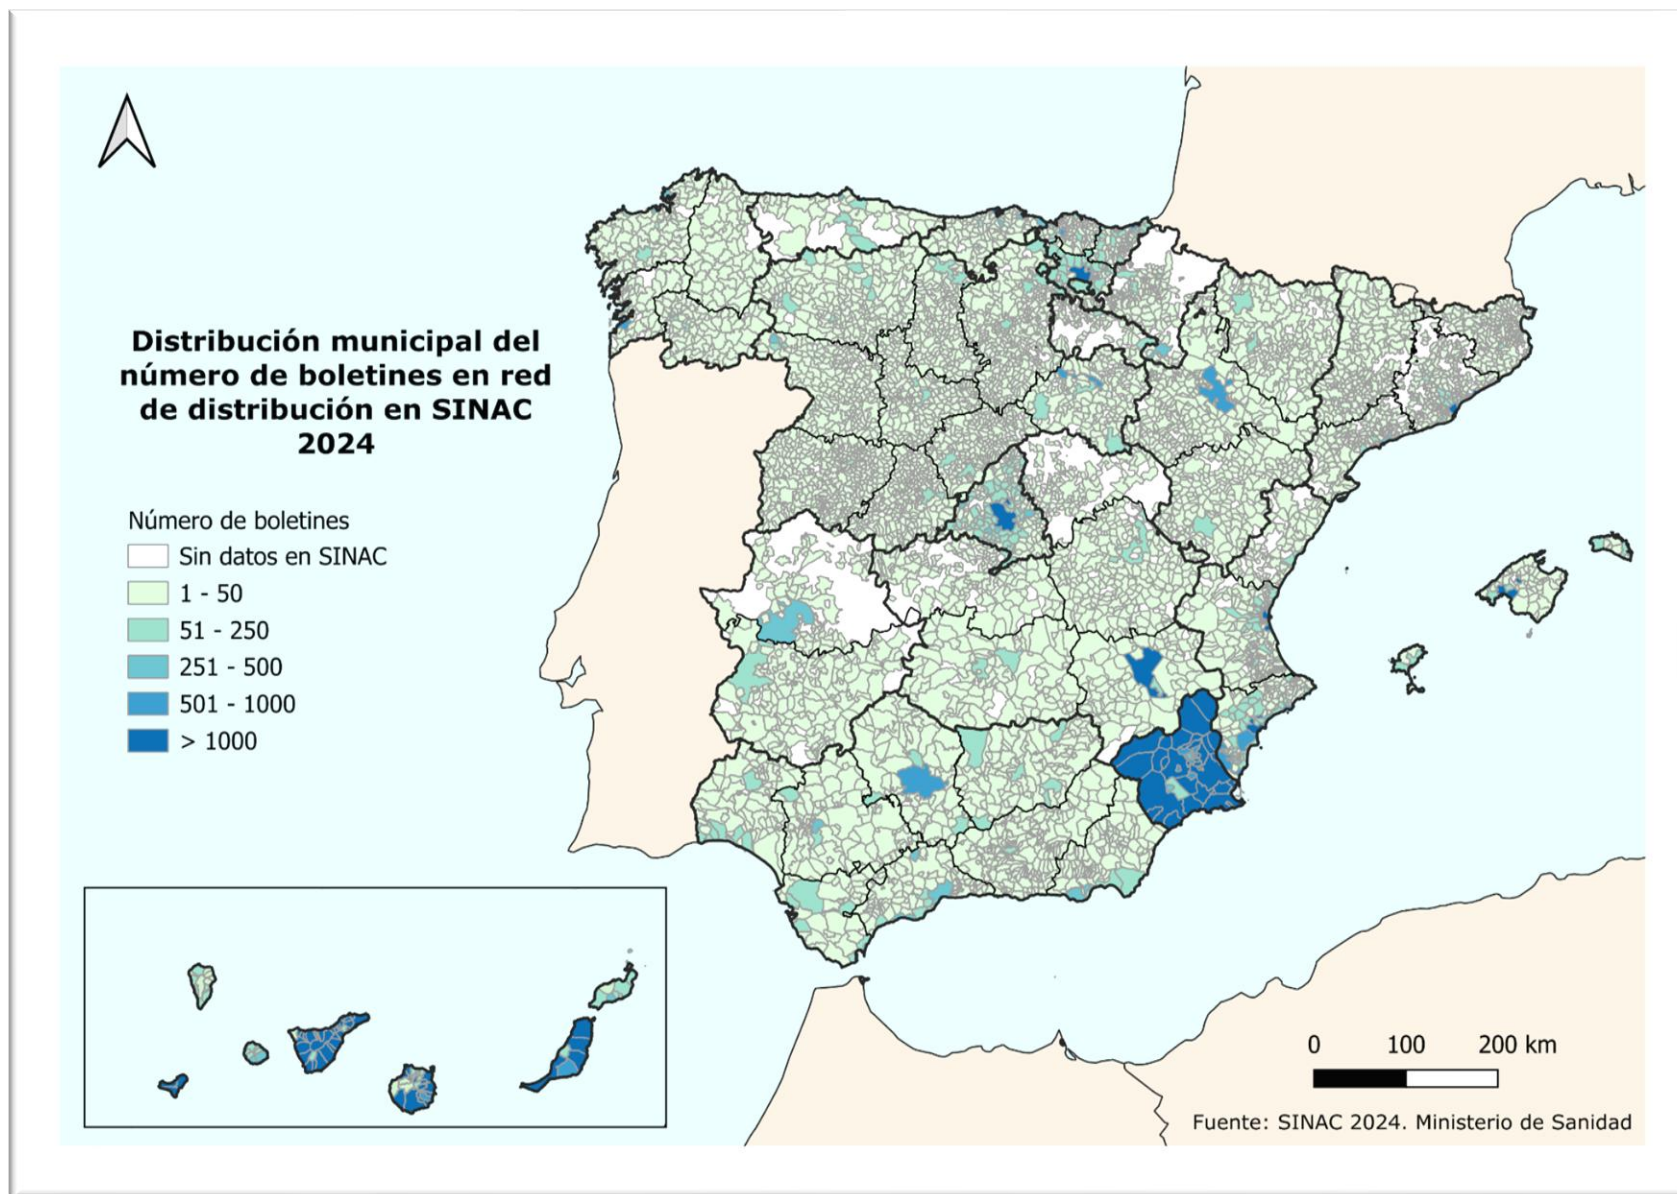 Distribución municipal del
número de boletines en red
de distribución en SINAC
2024
Número de boletines
Sin datos en SINAC
1 - 50
51 - 250
251 - 500
501 - 1000
> 1000
0 100 200 km
Fuente: SINAC 2024. Ministerio de Sanidad